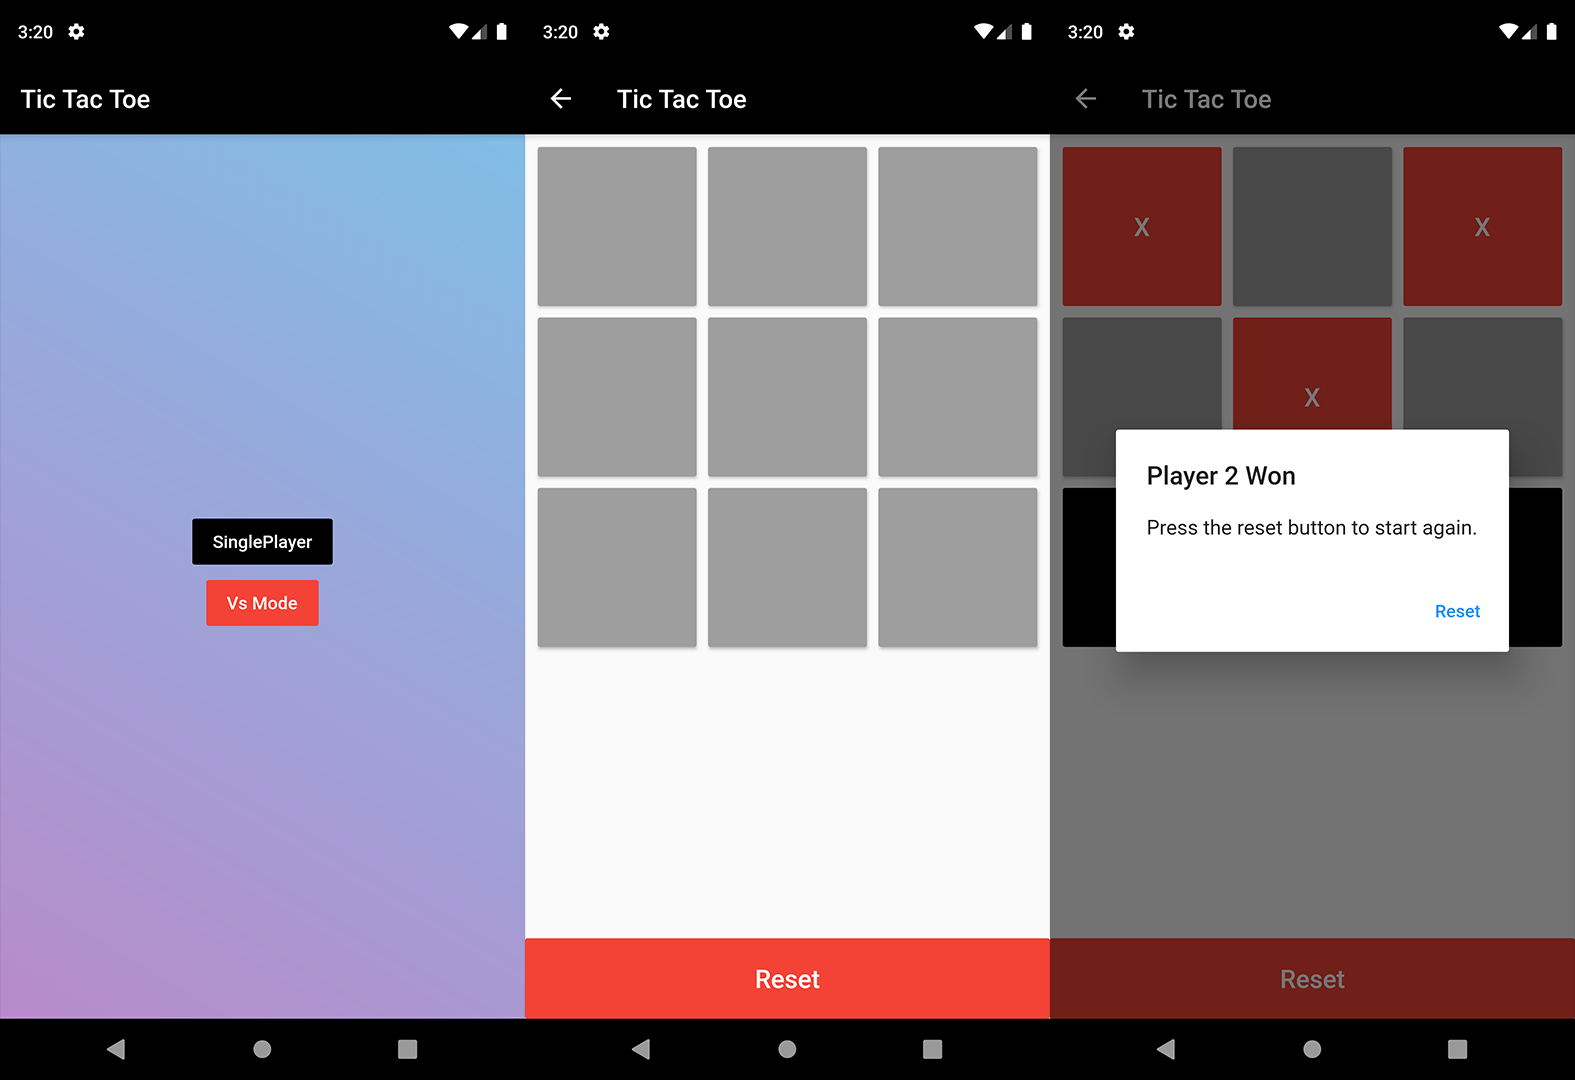 3:20
Tic Tac Toe
SinglePlayer
Vs Mode
3:20
Tic Tac Toe
Reset
3:20
Tic Tac Toe
X X
X
Player 2 Won
Press the reset button to start again.
Reset
Reset